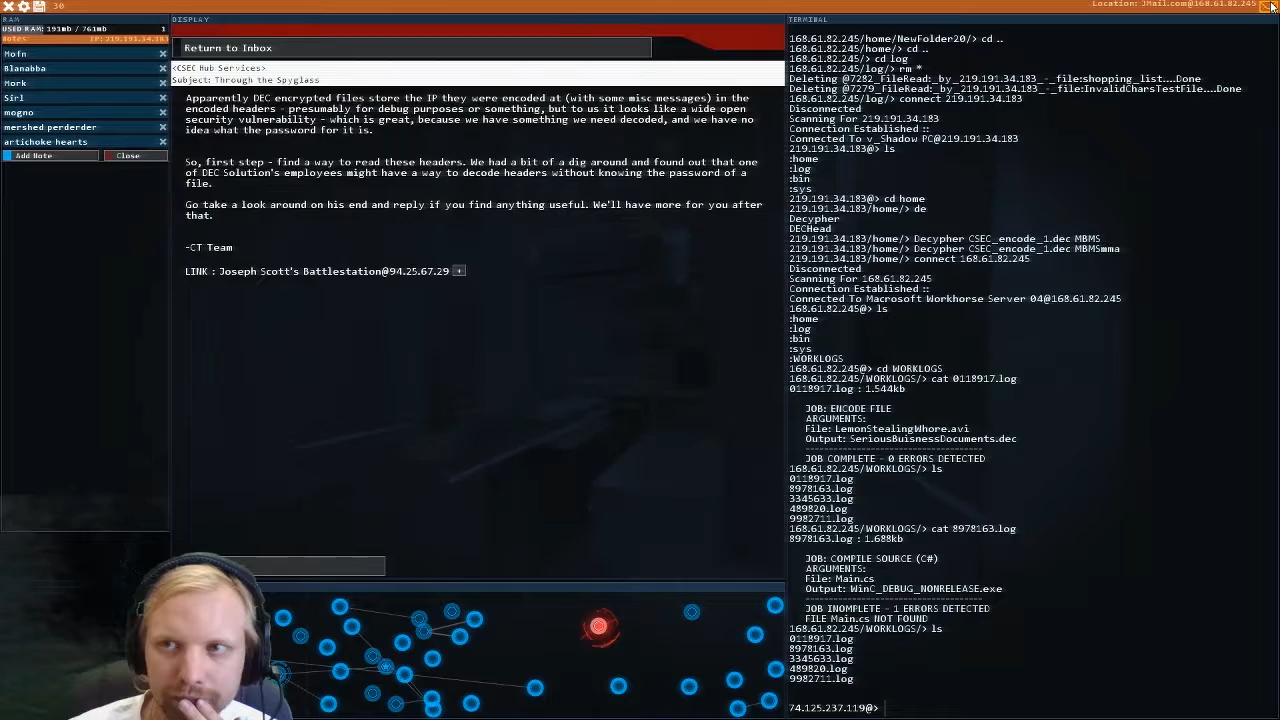 30
Location: JMail.com@168.61.82.245
RAM
USED RAM: 191mb / 761mb 1
notes IP: 219.191.34.183
Mofn
Blanabba
Mork
Sirl
mogno
mershed perderder
artichoke hearts
Add Note
Close
DISPLAY
Return to Inbox
<CSEC Hub Services>
Subject: Through the Spyglass
Apparently DEC encrypted files store the IP they were encoded at (with some misc messages) in the
encoded headers - presumably for debug purposes or something, but to us it looks like a wide open
security vulnerability - which is great, because we have something we need decoded, and we have no
idea what the password for it is.
So, first step - find a way to read these headers. We had a bit of a dig around and found out that one
of DEC Solution's employees might have a way to decode headers without knowing the password of a
file.
Go take a look around on his end and reply if you find anything useful. We'll have more for you after
that.
-CT Team
LINK : Joseph Scott's Battlestation@94.25.67.29 +
TERMINAL
168.61.82.245/home/NewFolder20/> cd ..
168.61.82.245/home/> cd ..
168.61.82.245/> cd log
168.61.82.245/log/> rm *
Deleting @7282_FileRead:_by_219.191.34.183_-_file:shopping_list....Done
Deleting @7279_FileRead:_by_219.191.34.183_-_file:InvalidCharsTestFile....Done
168.61.82.245/log/> connect 219.191.34.183
Disconnected
Scanning For 219.191.34.183
Connection Established ::
Connected To v_Shadow PC@219.191.34.183
219.191.34.183@> ls
:home
:log
:bin
:sys
219.191.34.183@> cd home
219.191.34.183/home/> de
Decypher
DECHead
219.191.34.183/home/> Decypher CSEC_encode_1.dec MBMS
219.191.34.183/home/> Decypher CSEC_encode_1.dec MBMSmma
219.191.34.183/home/> connect 168.61.82.245
Disconnected
Scanning For 168.61.82.245
Connection Established ::
Connected To Macrosoft Workhorse Server 04@168.61.82.245
168.61.82.245@> ls
:home
:log
:bin
:sys
:WORKLOGS
168.61.82.245@> cd WORKLOGS
168.61.82.245/WORKLOGS/> cat 0118917.log
0118917.log : 1.544kb
JOB: ENCODE FILE
ARGUMENTS:
File: LemonStealingWhore.avi
Output: SeriousBuisnessDocuments.dec
-----------------------------------
JOB COMPLETE - 0 ERRORS DETECTED
168.61.82.245/WORKLOGS/> ls
0118917.log
8978163.log
3345633.log
489820.log
9982711.log
168.61.82.245/WORKLOGS/> cat 8978163.log
8978163.log : 1.688kb
JOB: COMPILE SOURCE (C#)
ARGUMENTS:
File: Main.cs
Output: WinC_DEBUG_NONRELEASE.exe
-----------------------------------
JOB INOMPLETE - 1 ERRORS DETECTED
FILE Main.cs NOT FOUND
168.61.82.245/WORKLOGS/> ls
0118917.log
8978163.log
3345633.log
489820.log
9982711.log
74.125.237.119@>